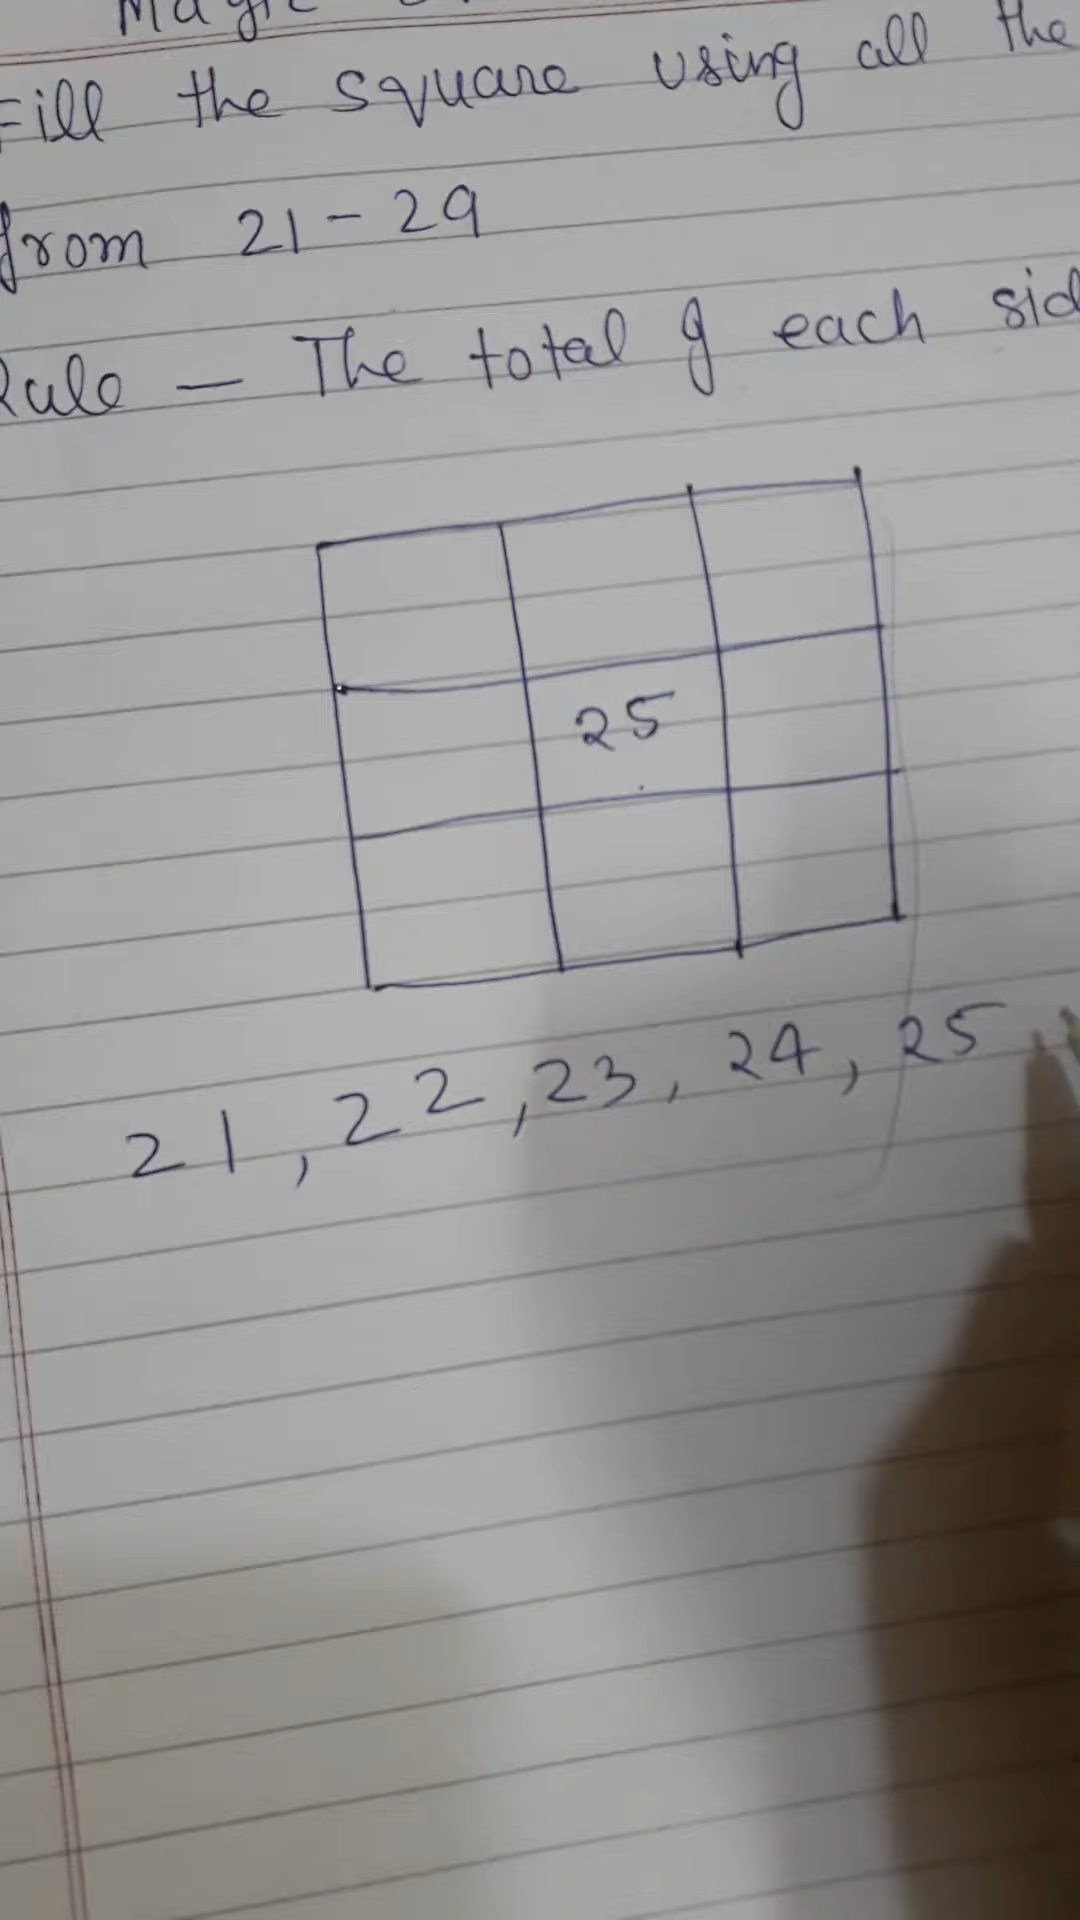 Fill the square using all the
from 21 - 29
Rule - The total of each
25
21, 22, 23, 24, 25